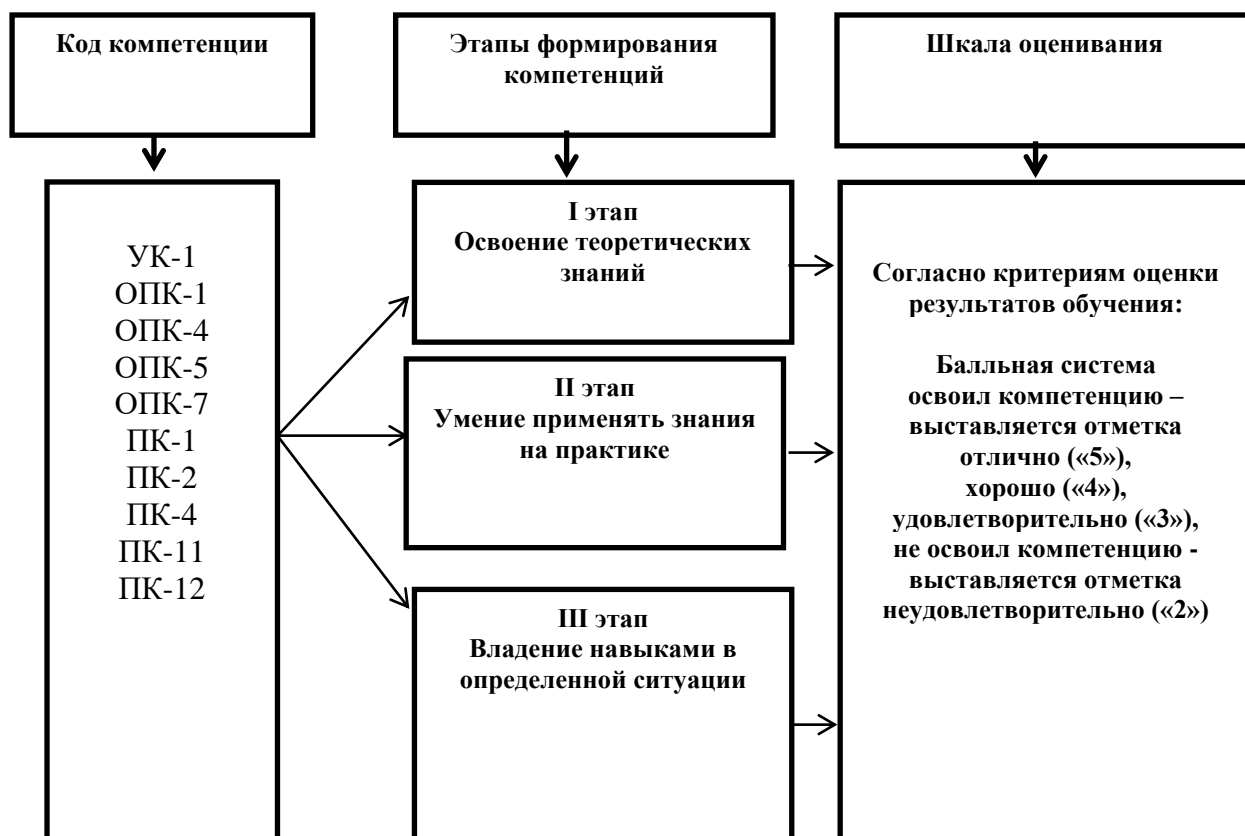 Код компетенции
Этапы формирования
компетенций
Шкала оценивания
УК-1
ОПК-1
ОПК-4
ОПК-5
ОПК-7
ПК-1
ПК-2
ПК-4
ПК-11
ПК-12
I этап
Освоение теоретических
знаний
II этап
Умение применять знания
на практике
III этап
Владение навыками в
определенной ситуации
Согласно критериям оценки
результатов обучения:
Балльная система
освоил компетенцию –
выставляется отметка
отлично («5»),
хорошо («4»),
удовлетворительно («3»),
не освоил компетенцию -
выставляется отметка
неудовлетворительно («2»)